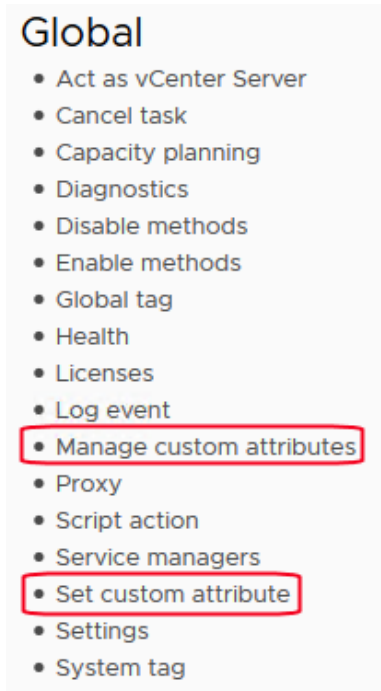 Global
• Act as vCenter Server
• Cancel task
• Capacity planning
• Diagnostics
• Disable methods
• Enable methods
• Global tag
• Health
• Licenses
• Log event
• Manage custom attributes
• Proxy
• Script action
• Service managers
• Set custom attribute
• Settings
• System tag